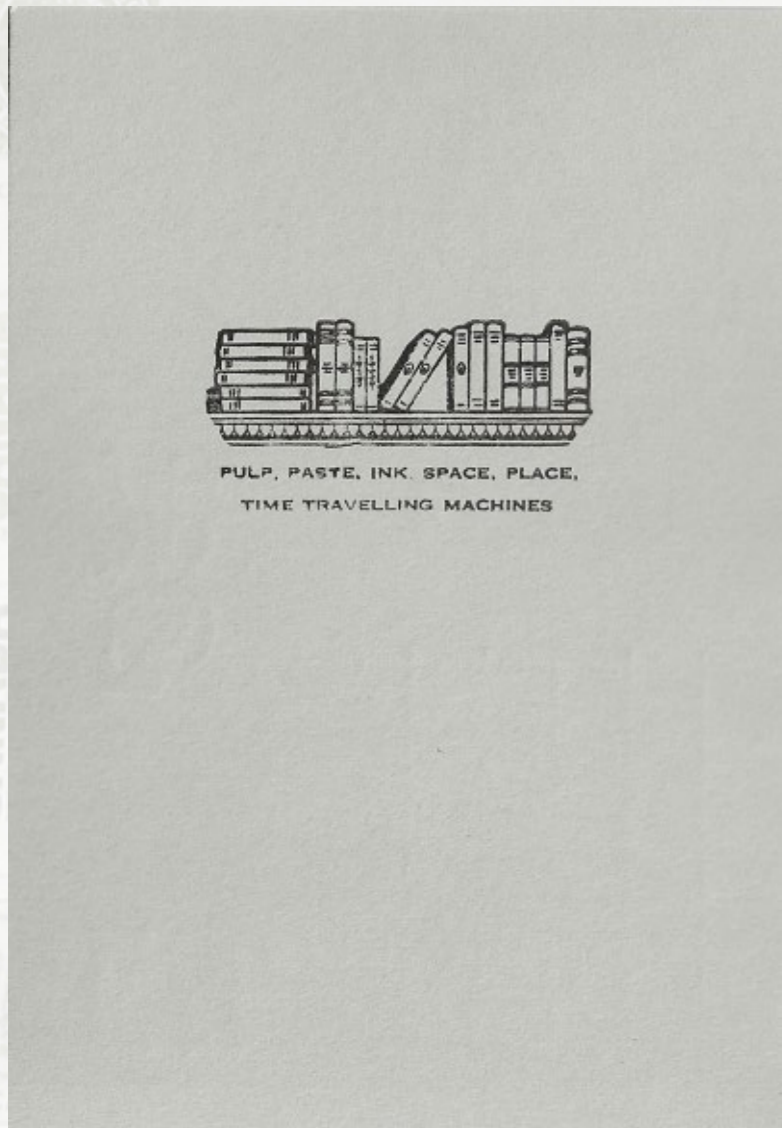 PULP, PASTE, INK. SPACE, PLACE,
TIME TRAVELLING MACHINES